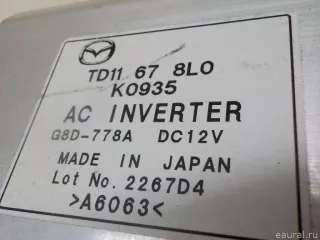 TD11 67 8L0
K0935
AC INVERTER
G8D-778A DC12V
MADE IN JAPAN
Lot No. 2267D4
>A6063<
eaural.ru